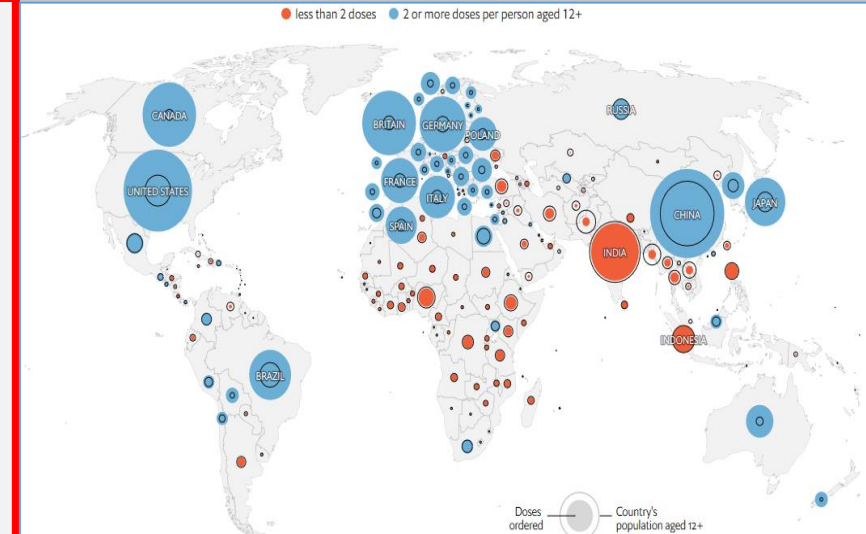 less than 2 doses 2 or more doses per person aged 12+
CANADA
RUSSIA
BRITAIN GERMANY POLAND
UNITED STATES FRANCE ITALY
SPAIN
CHINA JAPAN
INDIA
INDONESIA
BRAZIL
Doses ordered
Country's population aged 12+